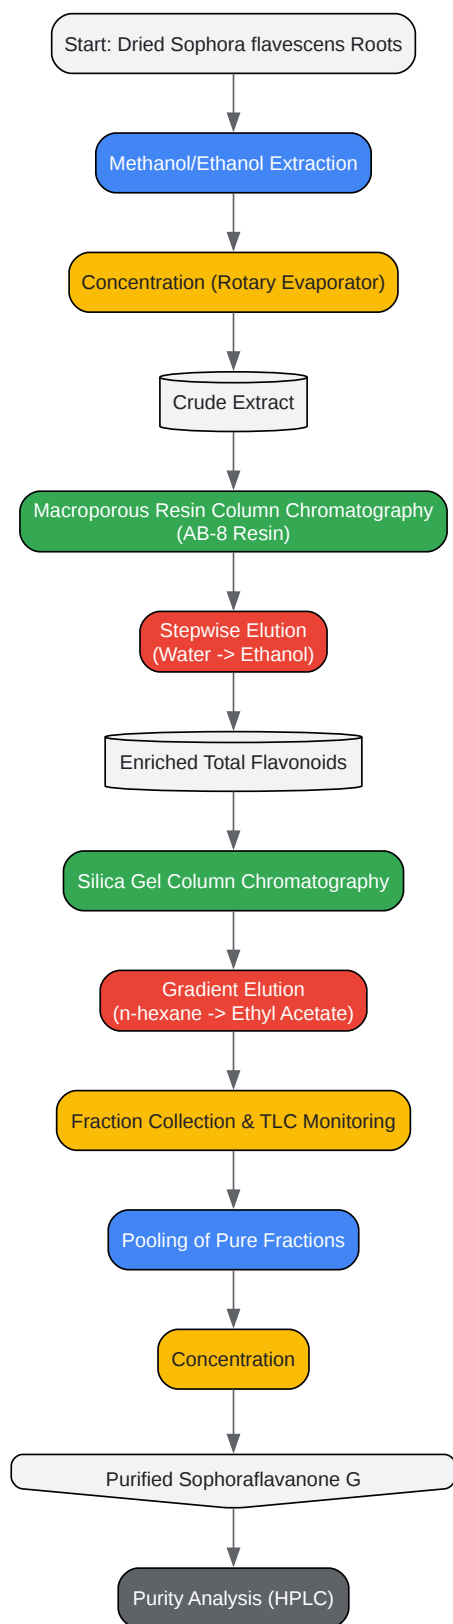 Start: Dried Sophora flavescens Roots
Methanol/Ethanol Extraction
Concentration (Rotary Evaporator)
Crude Extract
Macroporous Resin Column Chromatography
(AB-8 Resin)
Stepwise Elution
(Water -> Ethanol)
Enriched Total Flavonoids
Silica Gel Column Chromatography
Gradient Elution
(n-hexane -> Ethyl Acetate)
Fraction Collection & TLC Monitoring
Pooling of Pure Fractions
Concentration
Purified Sophoraflavanone G
Purity Analysis (HPLC)